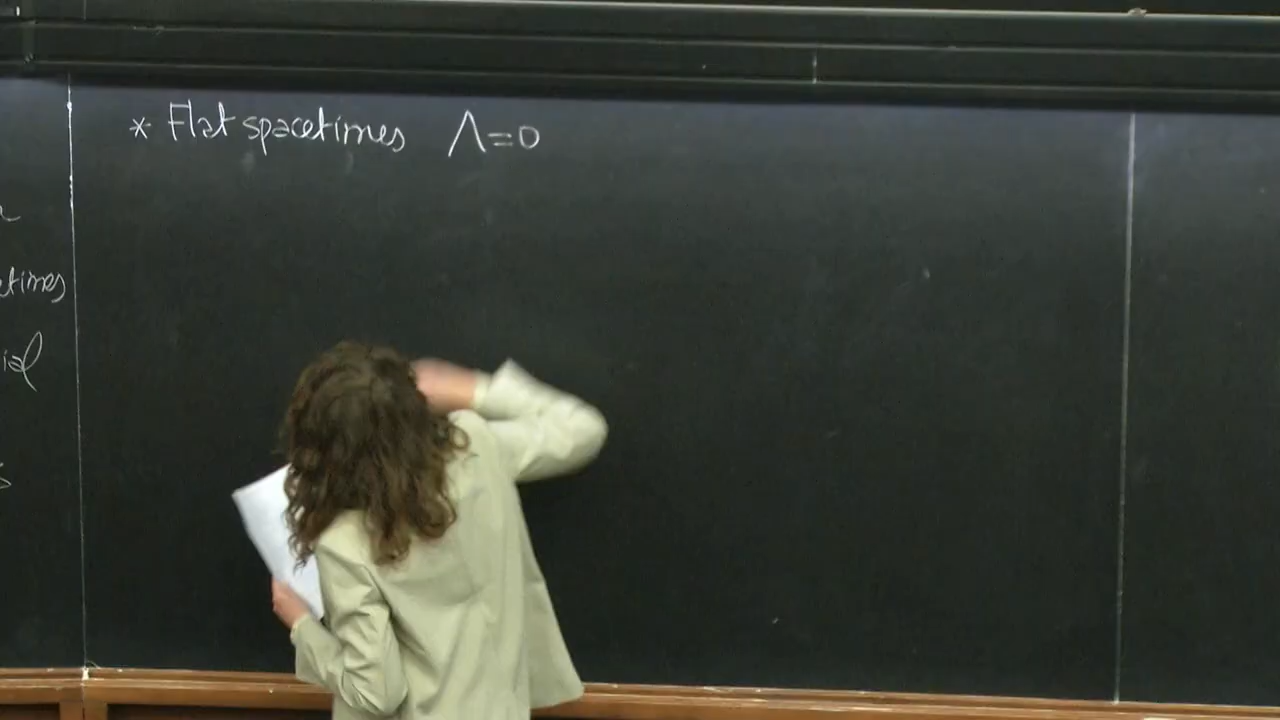 * Flat spacetimes Λ=0